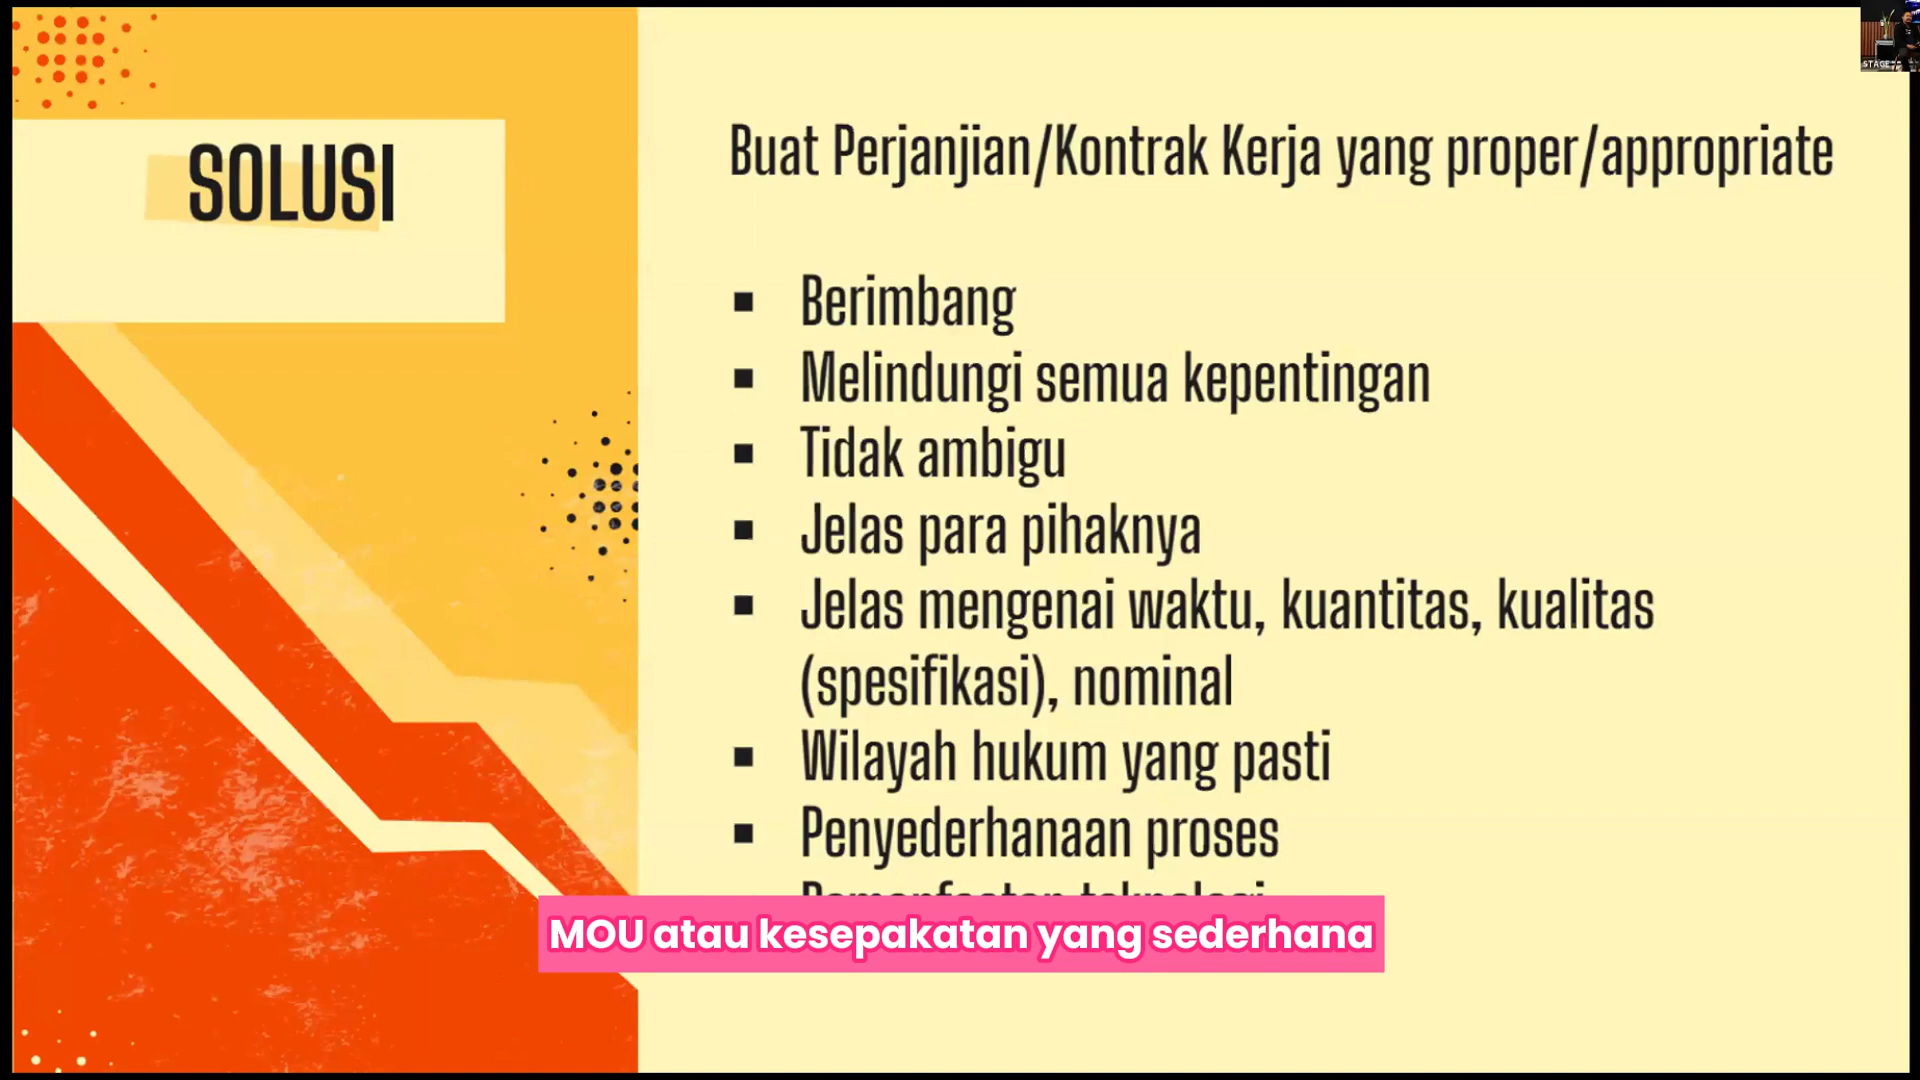 STAGE
SOLUSI
Buat Perjanjian/Kontrak Kerja yang proper/appropriate
▪ Berimbang
▪ Melindungi semua kepentingan
▪ Tidak ambigu
▪ Jelas para pihaknya
▪ Jelas mengenai waktu, kuantitas, kualitas
(spesifikasi), nominal
▪ Wilayah hukum yang pasti
▪ Penyederhanaan proses
MOU atau kesepakatan yang sederhana